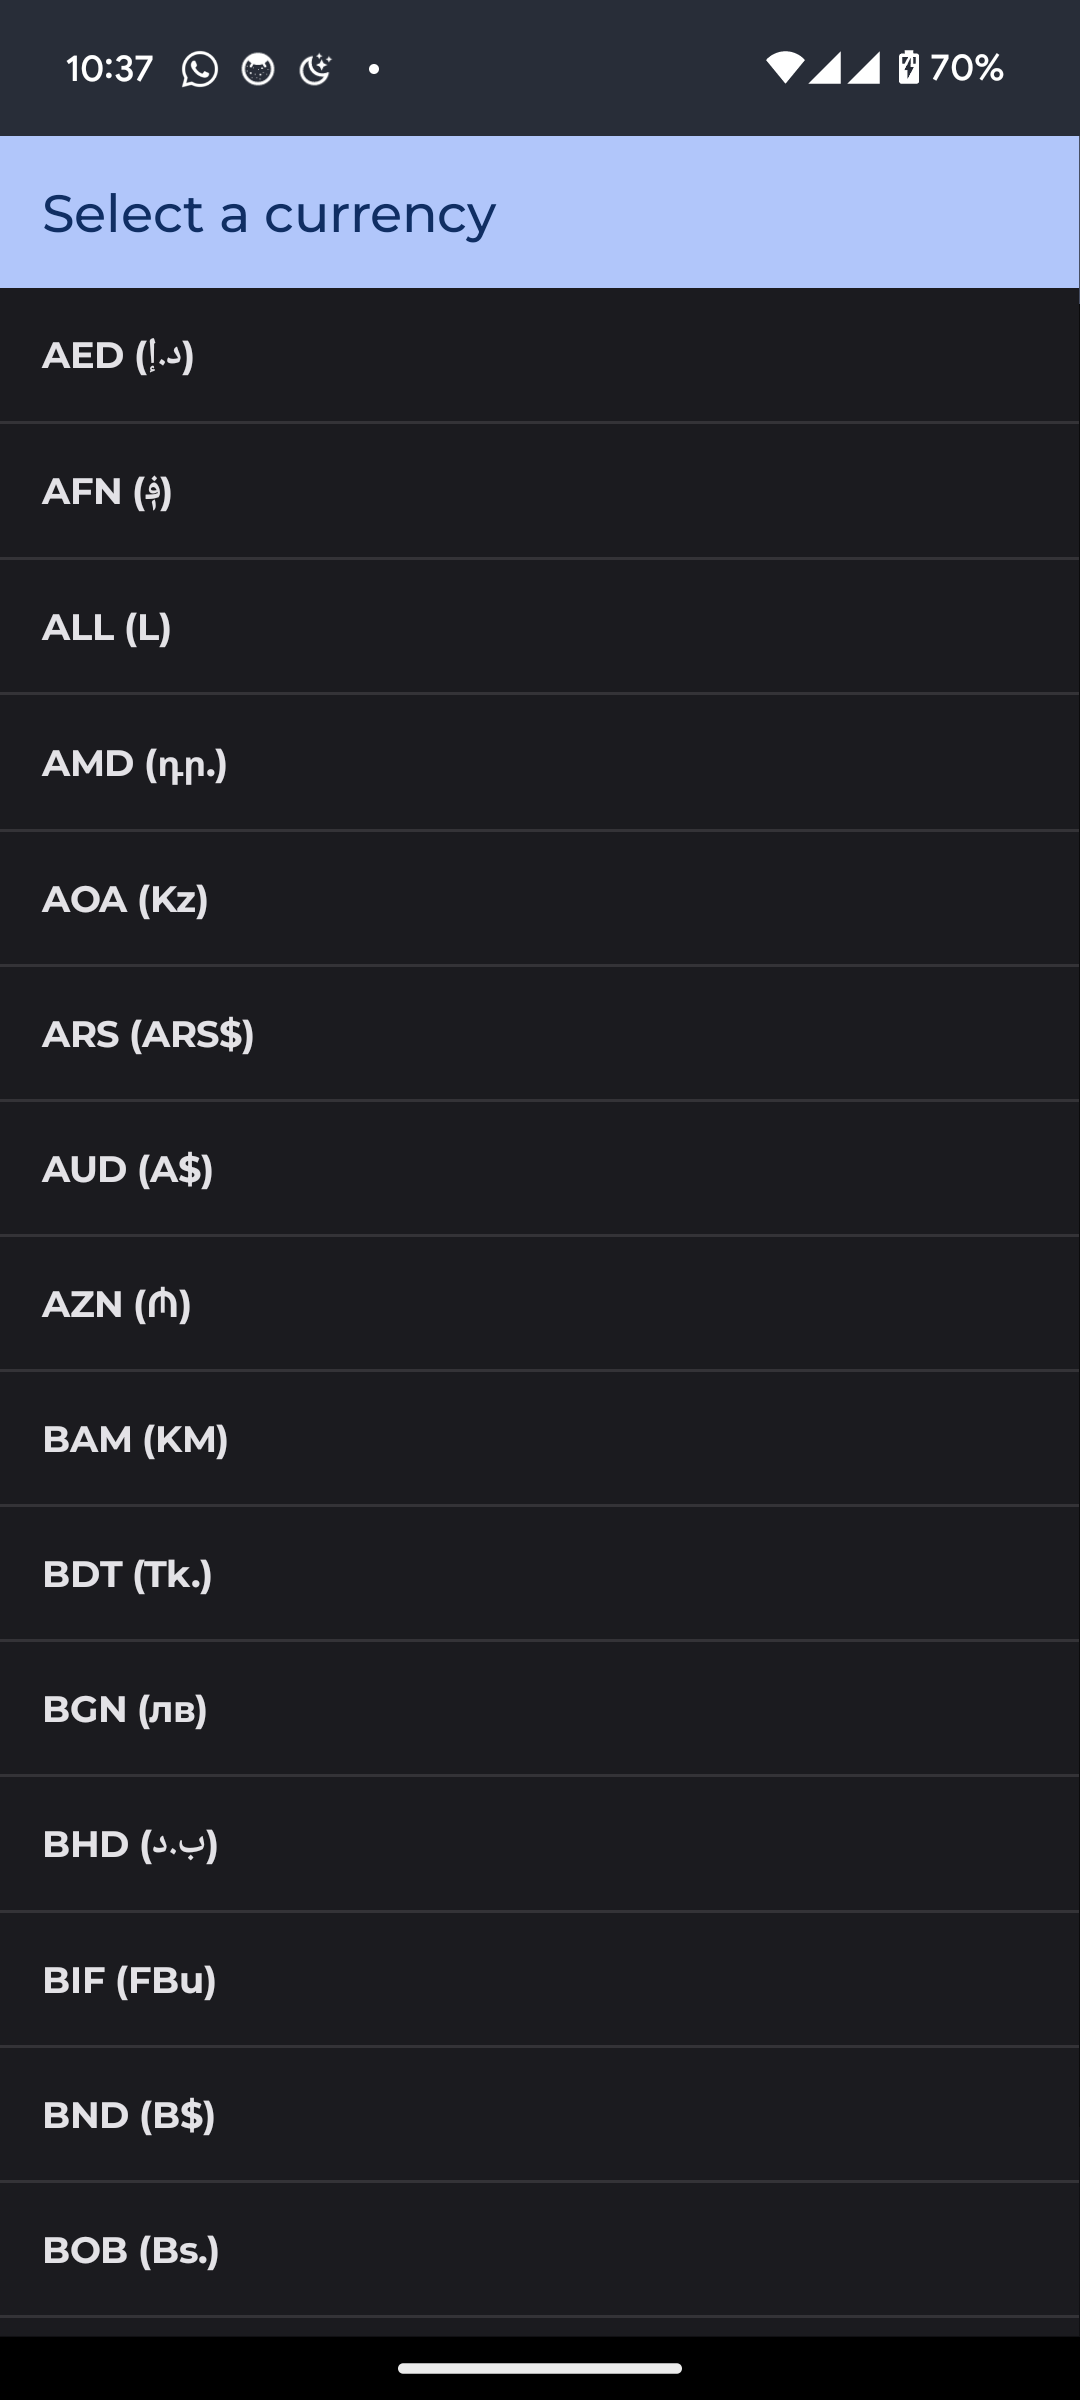 10:37 70%
Select a currency
AED (د.إ)
AFN (؋)
ALL (L)
AMD (դր.)
AOA (Kz)
ARS (ARS$)
AUD (A$)
AZN (₼)
BAM (KM)
BDT (Tk.)
BGN (лв)
BHD (ب.د)
BIF (FBu)
BND (B$)
BOB (Bs.)